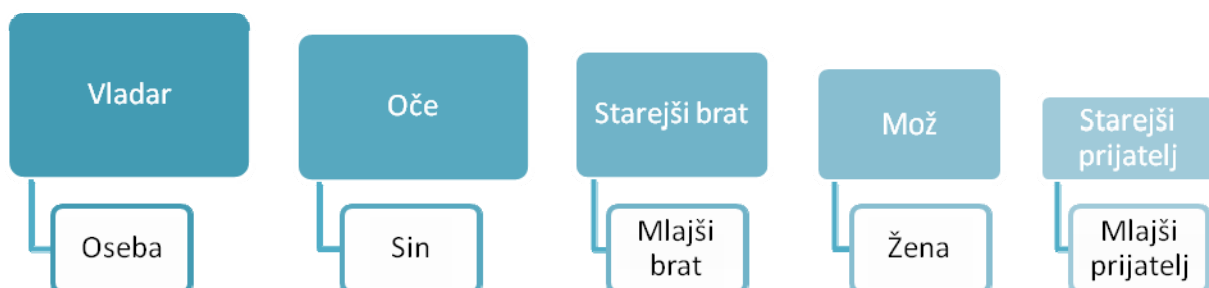 Vladar
Oče
Starejši brat
Mož
Starejši
prijatelj
Oseba
Sin
Mlajši
brat
Žena
Mlajši
prijatelj